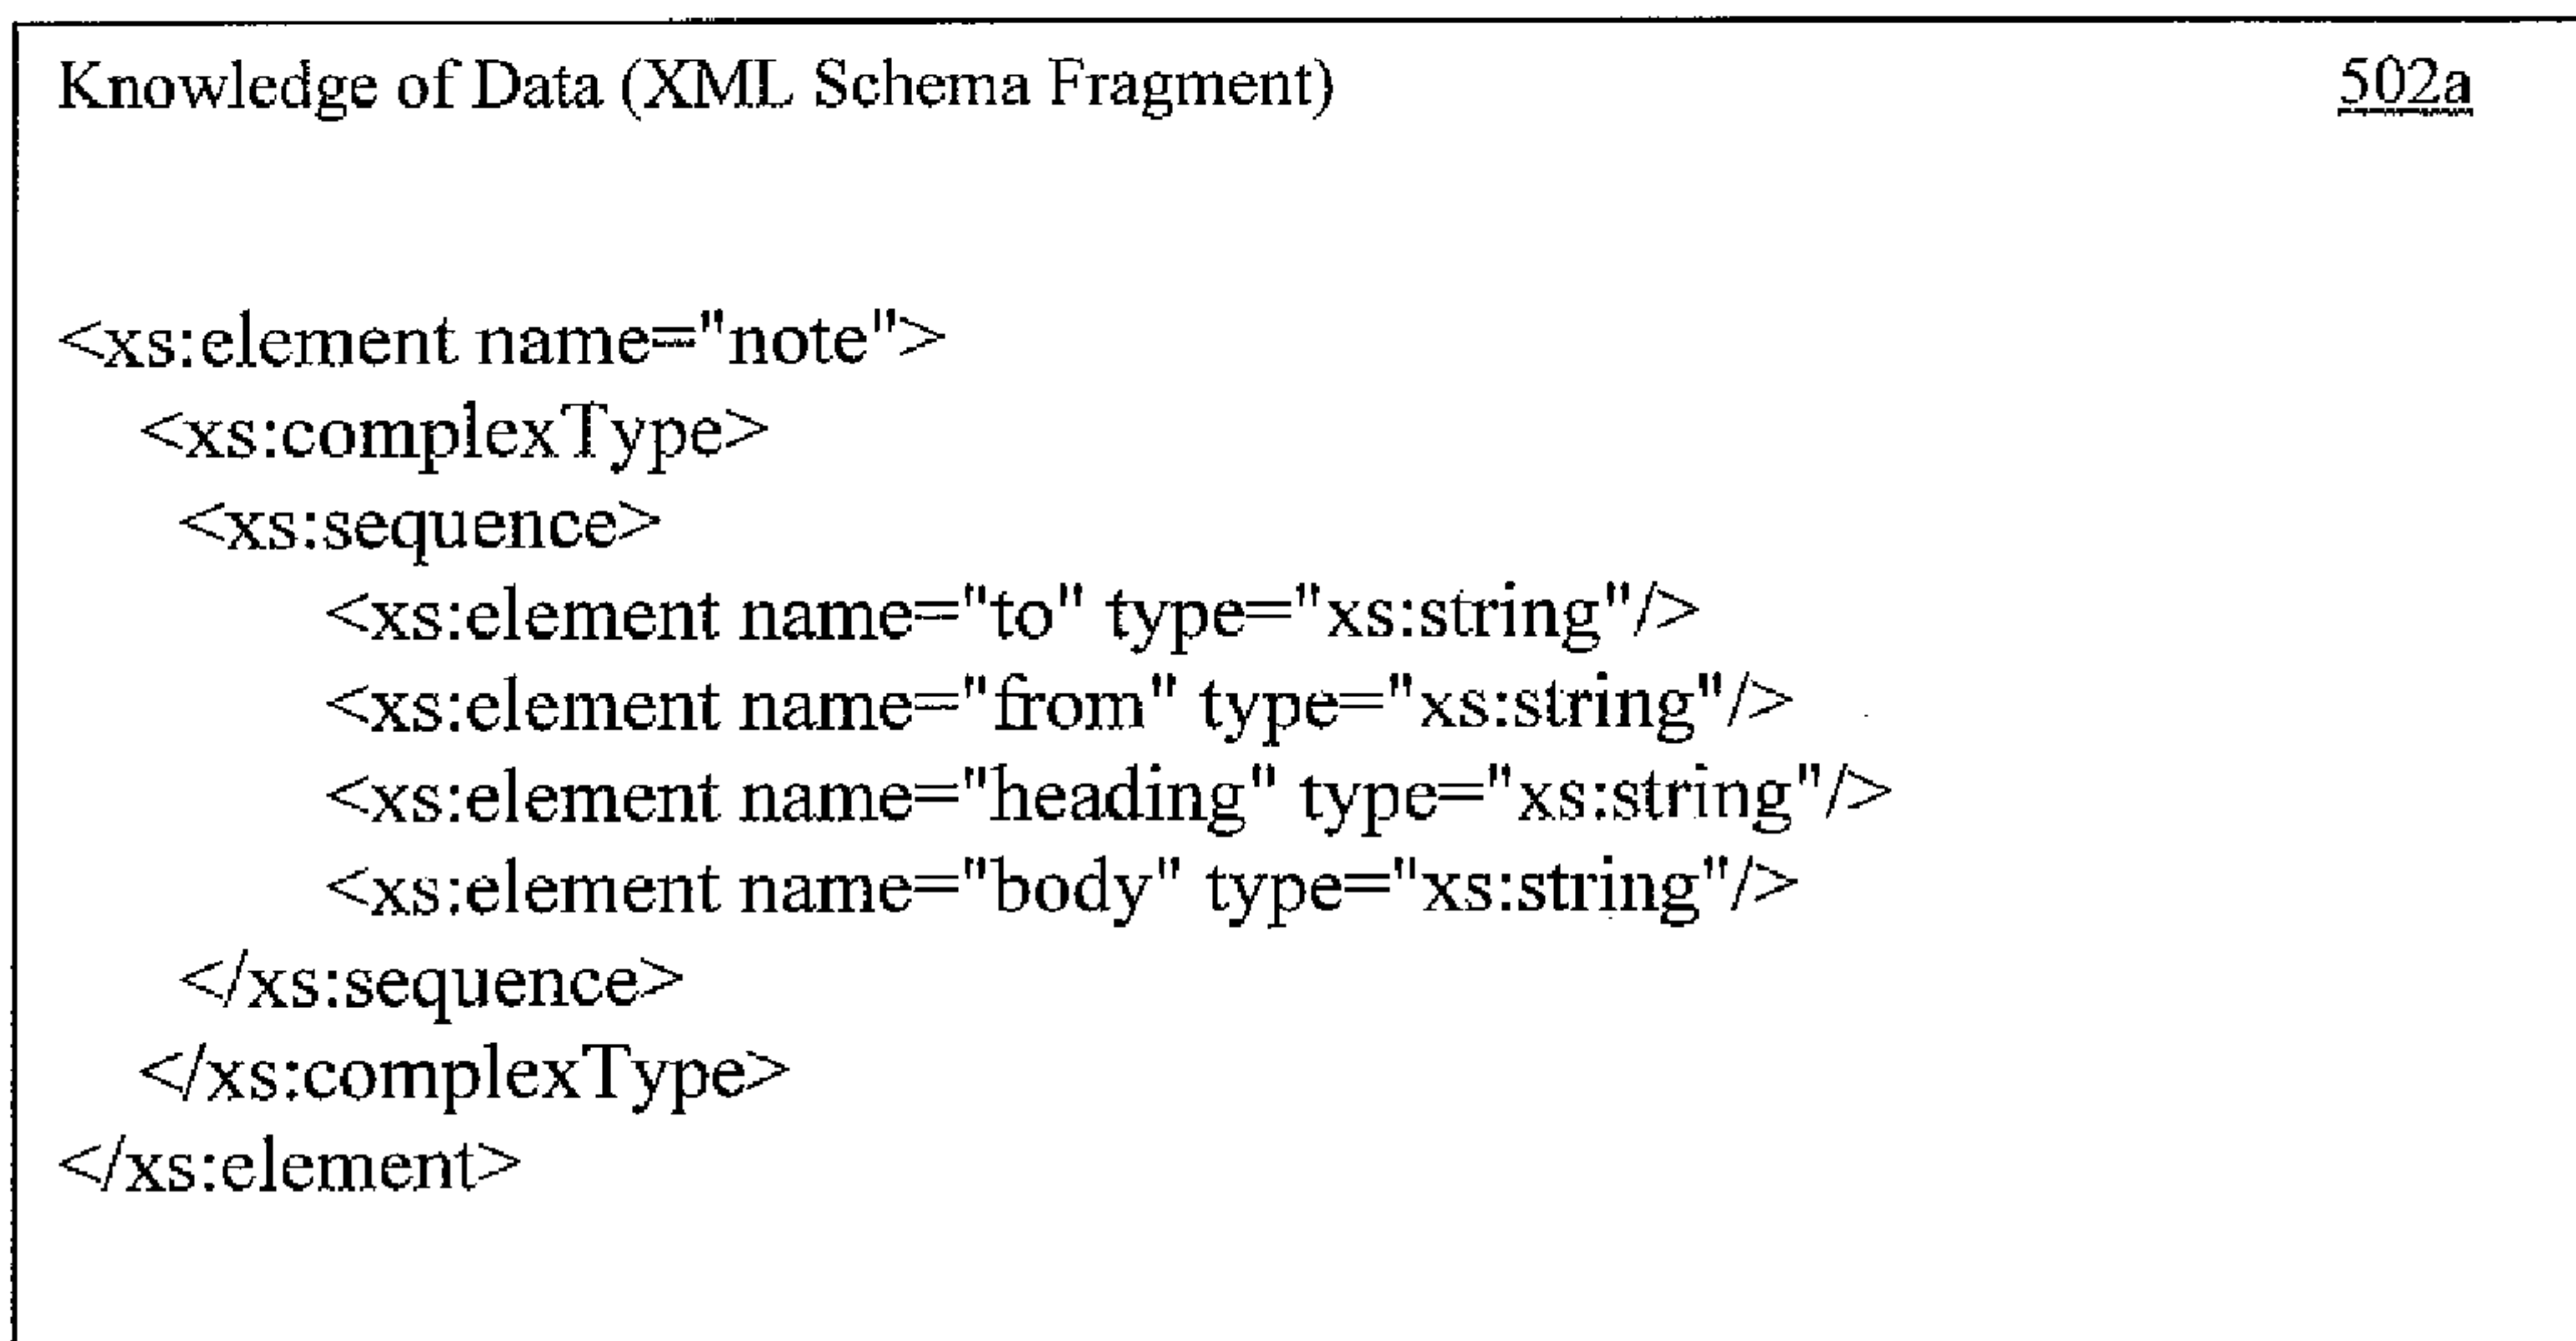 Knowledge of Data (XML Schema Fragment) 502a
<xs:element name="note">
<xs:complexType>
<xs:sequence>
<xs:element name="to" type="xs:string"/>
<xs:element name="from" type="xs:string"/>
<xs:element name="heading" type="xs:string"/>
<xs:element name="body" type="xs:string"/>
</xs:sequence>
</xs:complexType>
</xs:element>